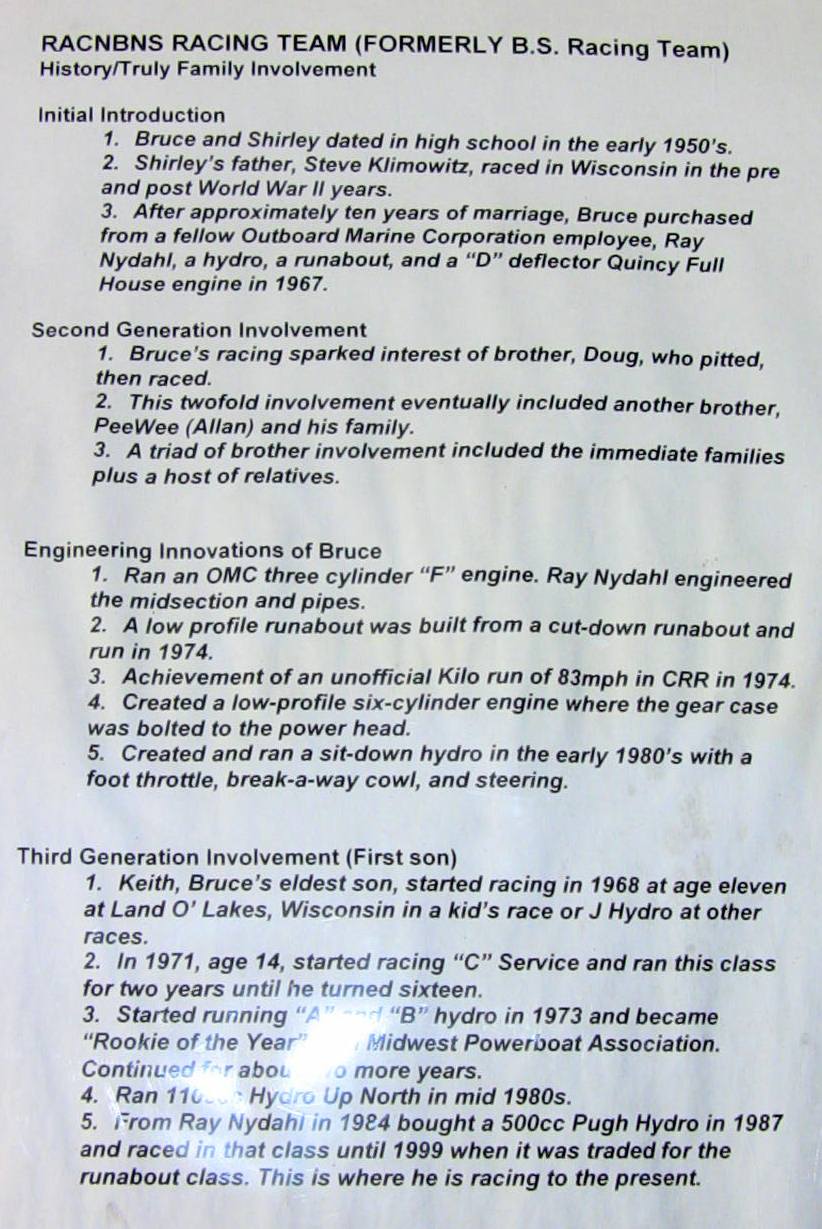 RACNBNS RACING TEAM (FORMERLY B.S. Racing Team)
History/Truly Family Involvement
Initial Introduction
1. Bruce and Shirley dated in high school in the early 1950's.
2. Shirley's father, Steve Klimowitz, raced in Wisconsin in the pre
and post World War II years.
3. After approximately ten years of marriage, Bruce purchased
from a fellow Outboard Marine Corporation employee, Ray
Nydahl, a hydro, a runabout, and a "D" deflector Quincy Full
House engine in 1967.
Second Generation Involvement
1. Bruce's racing sparked interest of brother, Doug, who pitted,
then raced.
2. This twofold involvement eventually included another brother,
PeeWee (Allan) and his family.
3. A triad of brother involvement included the immediate families
plus a host of relatives.
Engineering Innovations of Bruce
1. Ran an OMC three cylinder "F" engine. Ray Nydahl engineered
the midsection and pipes.
2. A low profile runabout was built from a cut-down runabout and
run in 1974.
3. Achievement of an unofficial Kilo run of 83mph in CRR in 1974.
4. Created a low-profile six-cylinder engine where the gear case
was bolted to the power head.
5. Created and ran a sit-down hydro in the early 1980's with a
foot throttle, break-a-way cowl, and steering.
Third Generation Involvement (First son)
1. Keith, Bruce's eldest son, started racing in 1968 at age eleven
at Land O' Lakes, Wisconsin in a kid's race or J Hydro at other
races.
2. In 1971, age 14, started racing "C" Service and ran this class
for two years until he turned sixteen.
3. Started running "A" and "B" hydro in 1973 and became
"Rookie of the Year" Midwest Powerboat Association.
Continued for more years.
4. Ran Hydro Up North in mid 1980s.
5. From Ray Nydahl in 1984 bought a 500cc Pugh Hydro in 1987
and raced in that class until 1999 when it was traded for the
runabout class. This is where he is racing to the present.